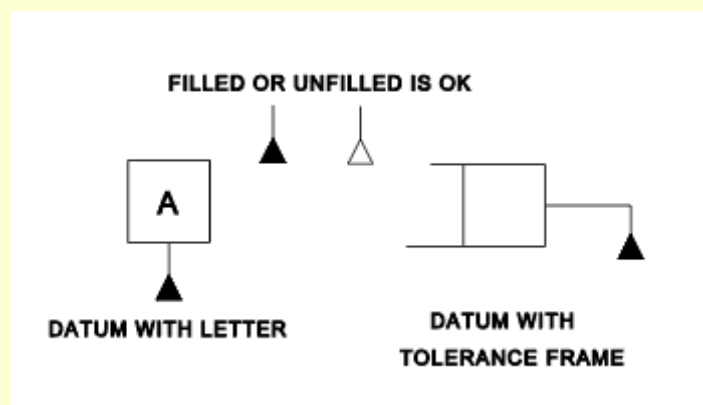 FILLED OR UNFILLED IS OK
A
DATUM WITH LETTER
DATUM WITH
TOLERANCE FRAME